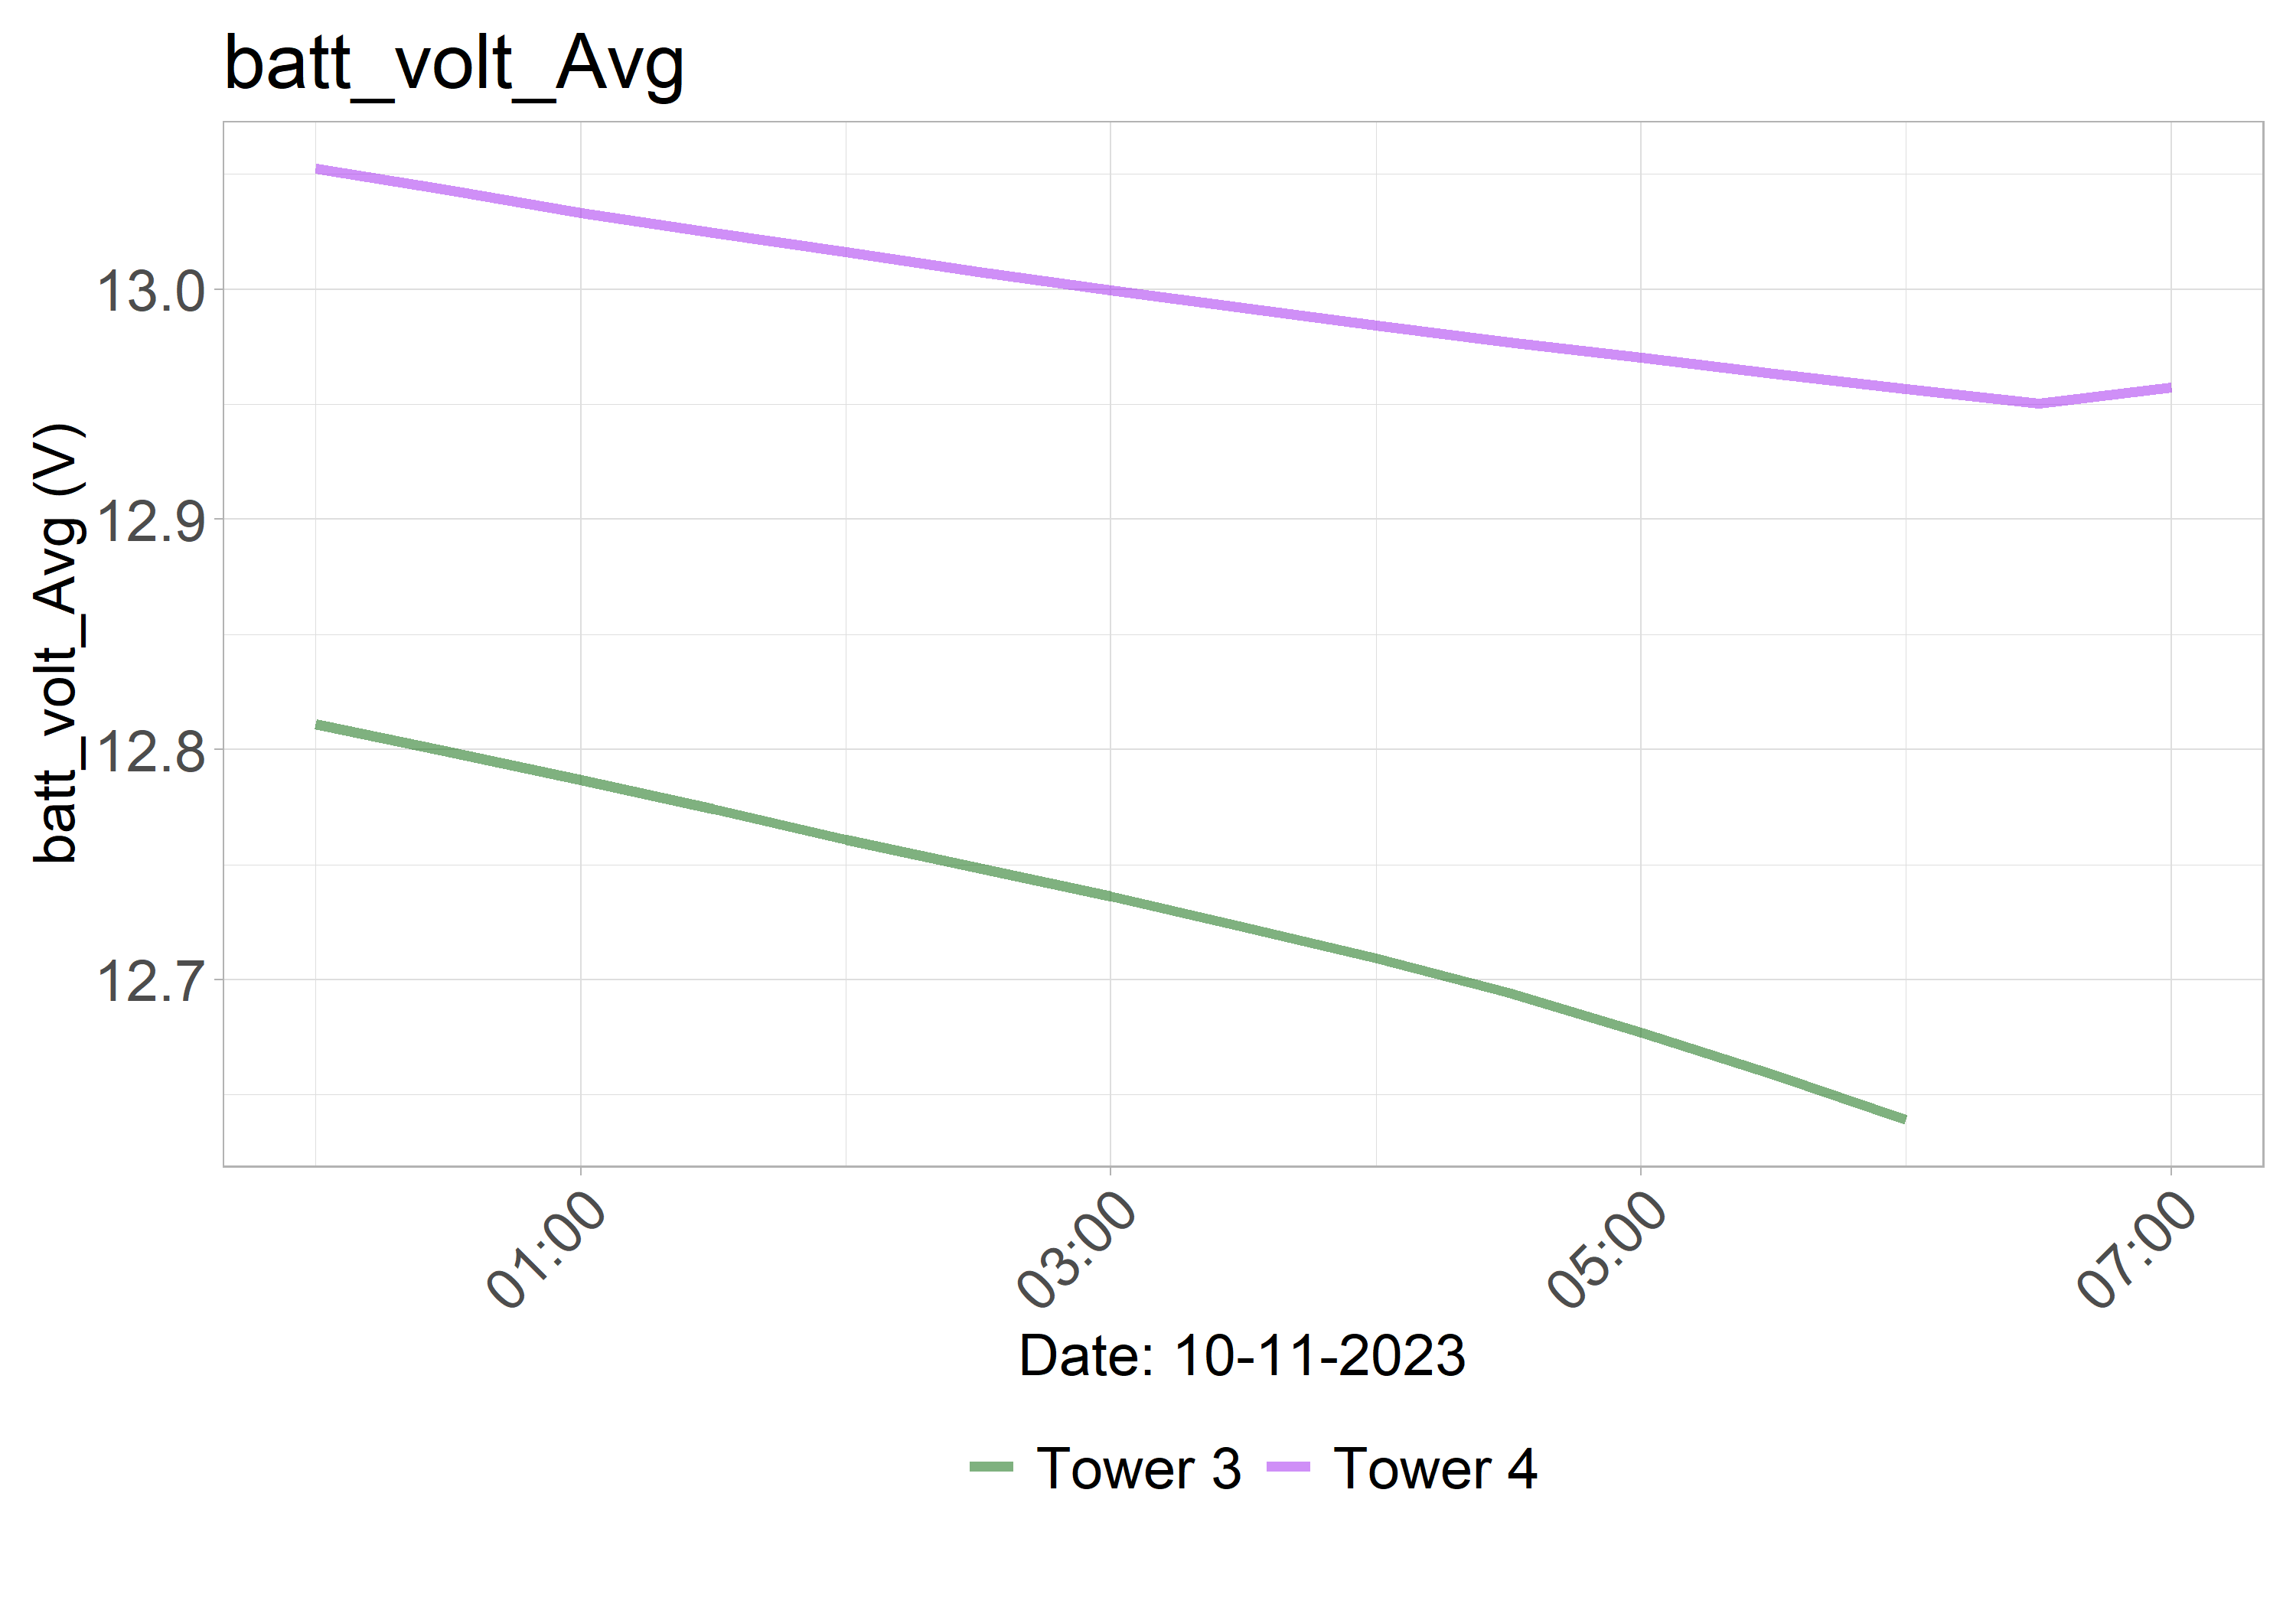 batt_volt_Avg
batt_volt_Avg (V)
13.0
12.9
12.8
12.7
01:00
03:00
05:00
07:00
Date: 10-11-2023
Tower 3
Tower 4